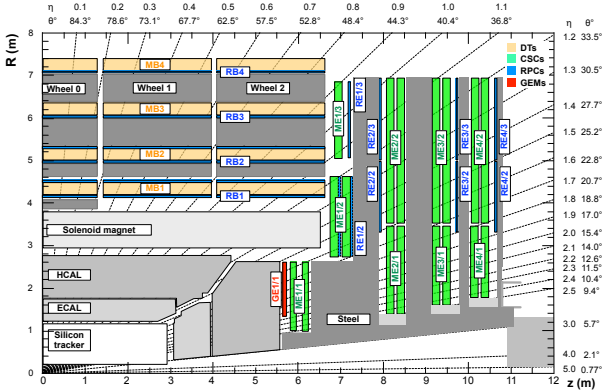 η 0.1 0.2 0.3 0.4 0.5 0.6 0.7 0.8 0.9 1.0 1.1 η θ°
θ° 84.3° 78.6° 73.1° 67.7° 62.5° 57.5° 52.8° 48.4° 44.3° 40.4° 36.8° 1.2 33.5°
R (m)
8
7
6
5
4
3
2
1
0
DTs
CSCs
RPCs
GEMs
MB4
RB4
Wheel 0
Wheel 1
Wheel 2
MB3
RB3
MB2
RB2
MB1
RB1
Solenoid magnet
HCAL
ECAL
Silicon
tracker
Steel
GE1/1
ME1/1
ME1/2
ME1/3
RE1/3
RE1/2
RE2/3
RE2/2
ME2/2
ME2/1
ME3/2
ME3/1
RE3/3
RE3/2
ME4/2
ME4/1
RE4/3
RE4/2
1.3 30.5°
1.4 27.7°
1.5 25.2°
1.6 22.8°
1.7 20.7°
1.8 18.8°
1.9 17.0°
2.0 15.4°
2.1 14.0°
2.2 12.6°
2.3 11.5°
2.4 10.4°
2.5 9.4°
3.0 5.7°
4.0 2.1°
5.0 0.77°
0 1 2 3 4 5 6 7 8 9 10 11 12
z (m)